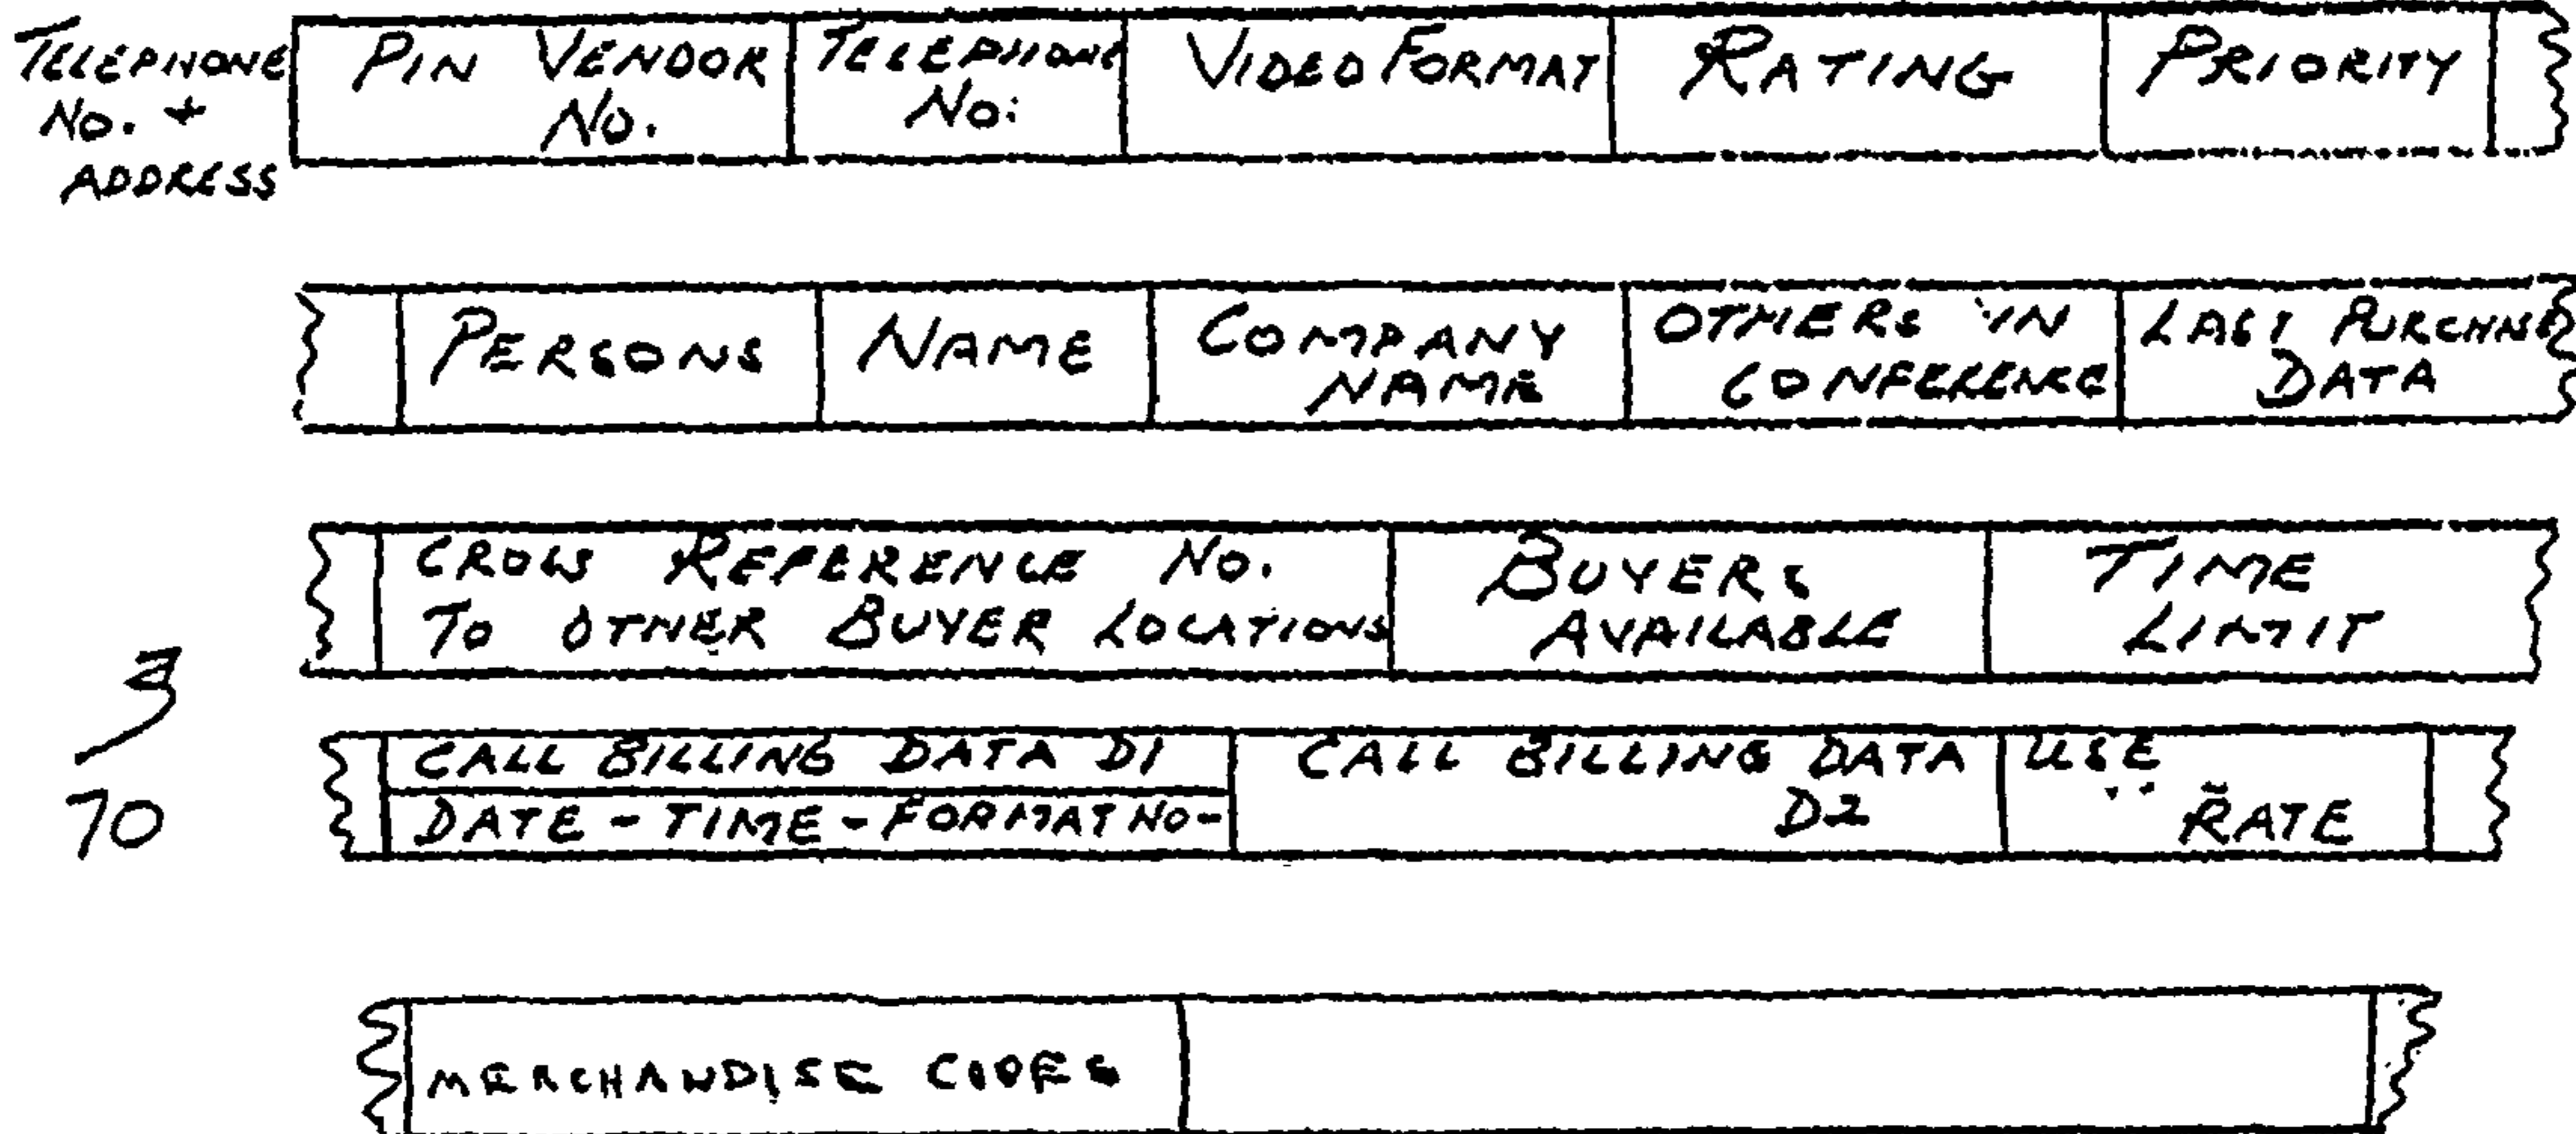 TELEPHONE
No. +
ADDRESS
PIN VENDOR
No.
TELEPHONE
No:
VIDEO FORMAT
RATING
PRIORITY
PERSONS
NAME
COMPANY
NAME
OTHERS IN
CONFERENCE
LAST PURCHASE
DATA
CROSS REFERENCE No.
To OTHER BUYER LOCATIONS
BUYERS
AVAILABLE
TIME
LIMIT
3
70
CALL BILLING DATA D1
DATE - TIME - FORMAT NO-
CALL BILLING DATA
D2
USE
RATE
MERCHANDISE CODES